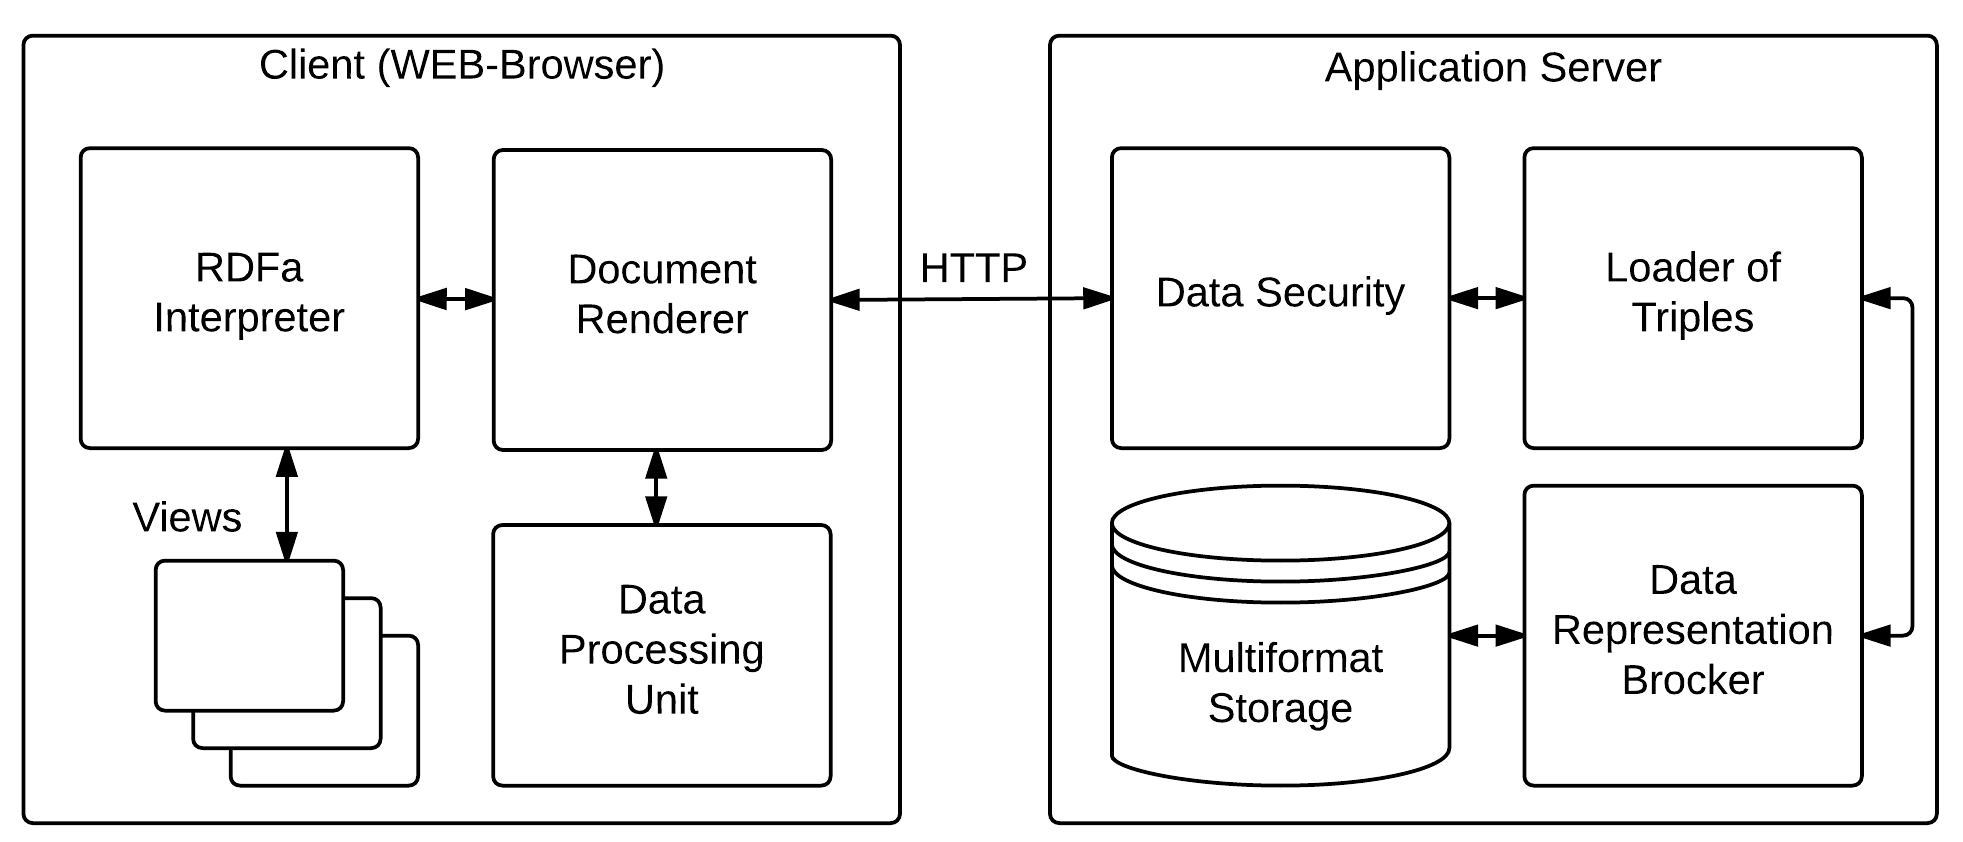 Client (WEB-Browser)
RDFa
Interpreter
Document
Renderer
Views
Data
Processing
Unit
HTTP
Application Server
Data Security
Loader of
Triples
Multiformat
Storage
Data
Representation
Brocker